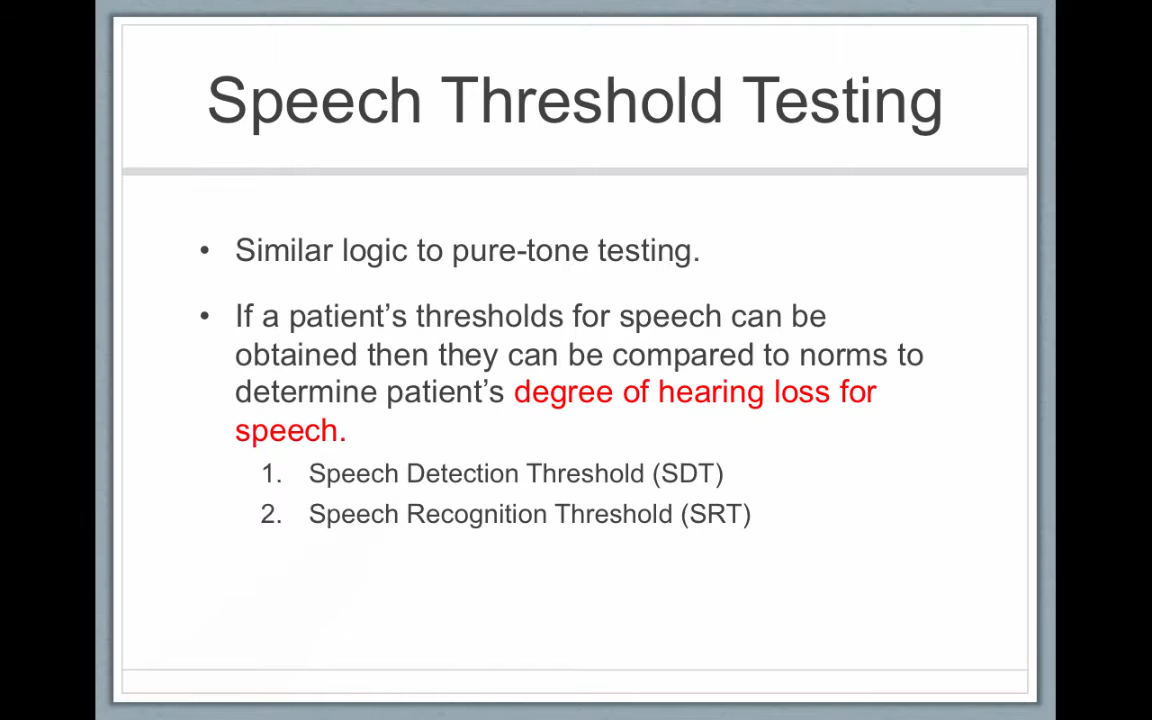 Speech Threshold Testing
• Similar logic to pure-tone testing.
• If a patient’s thresholds for speech can be
obtained then they can be compared to norms to
determine patient’s degree of hearing loss for
speech.
1. Speech Detection Threshold (SDT)
2. Speech Recognition Threshold (SRT)